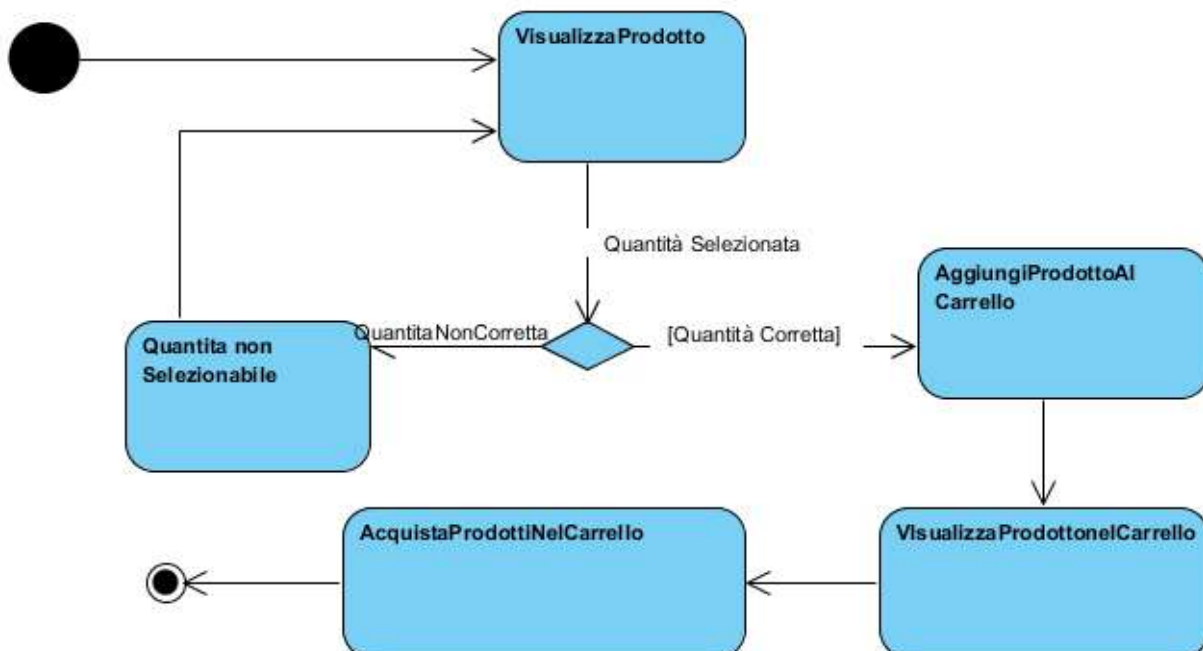 VisualizzaProdotto
Quantità Selezionata
AggiungiProdottoAl
Carrello
QuantitaNonCorretta
[Quantità Corretta]
Quantita non
Selezionabile
AcquistaProdottiNelCarrello
VIsualizzaProdottonelCarrello